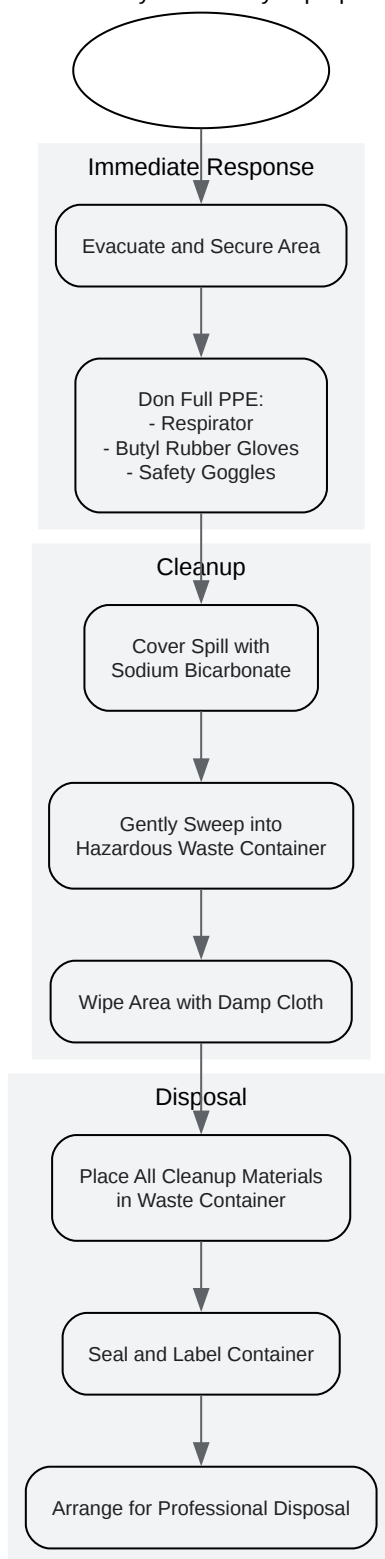 Immediate Response
Evacuate and Secure Area
Don Full PPE:
- Respirator
- Butyl Rubber Gloves
- Safety Goggles
Cleanup
Cover Spill with
Sodium Bicarbonate
Gently Sweep into
Hazardous Waste Container
Wipe Area with Damp Cloth
Disposal
Place All Cleanup Materials
in Waste Container
Seal and Label Container
Arrange for Professional Disposal